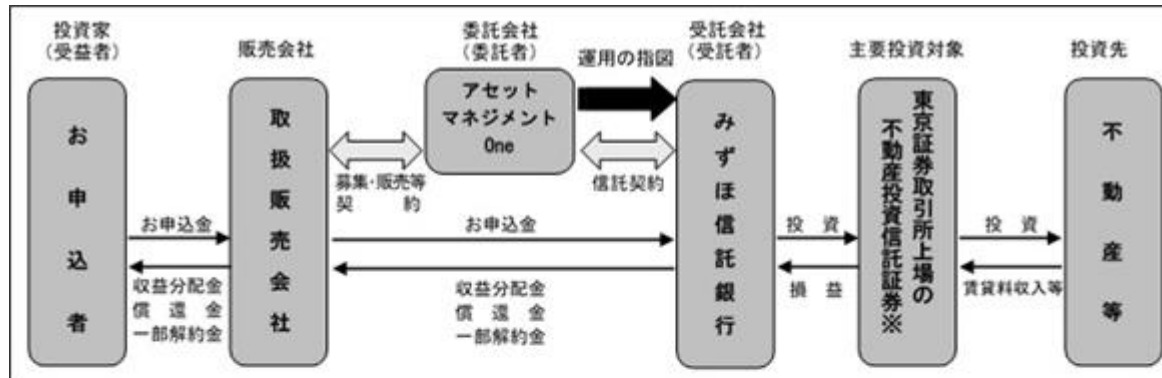 投資家
（受益者）
お申込者
販売会社
取扱販売会社
募集・販売等
契約
委託会社
（委託者）
アセット
マネジメント
One
運用の指図
信託契約
受託会社
（受託者）
みずほ信託銀行
主要投資対象
東京証券取引所上場の
不動産投資信託証券※
投資先
不動産等
お申込金
収益分配金
償還金
一部解約金
お申込金
収益分配金
償還金
一部解約金
投資
損益
投資
賃貸料収入等